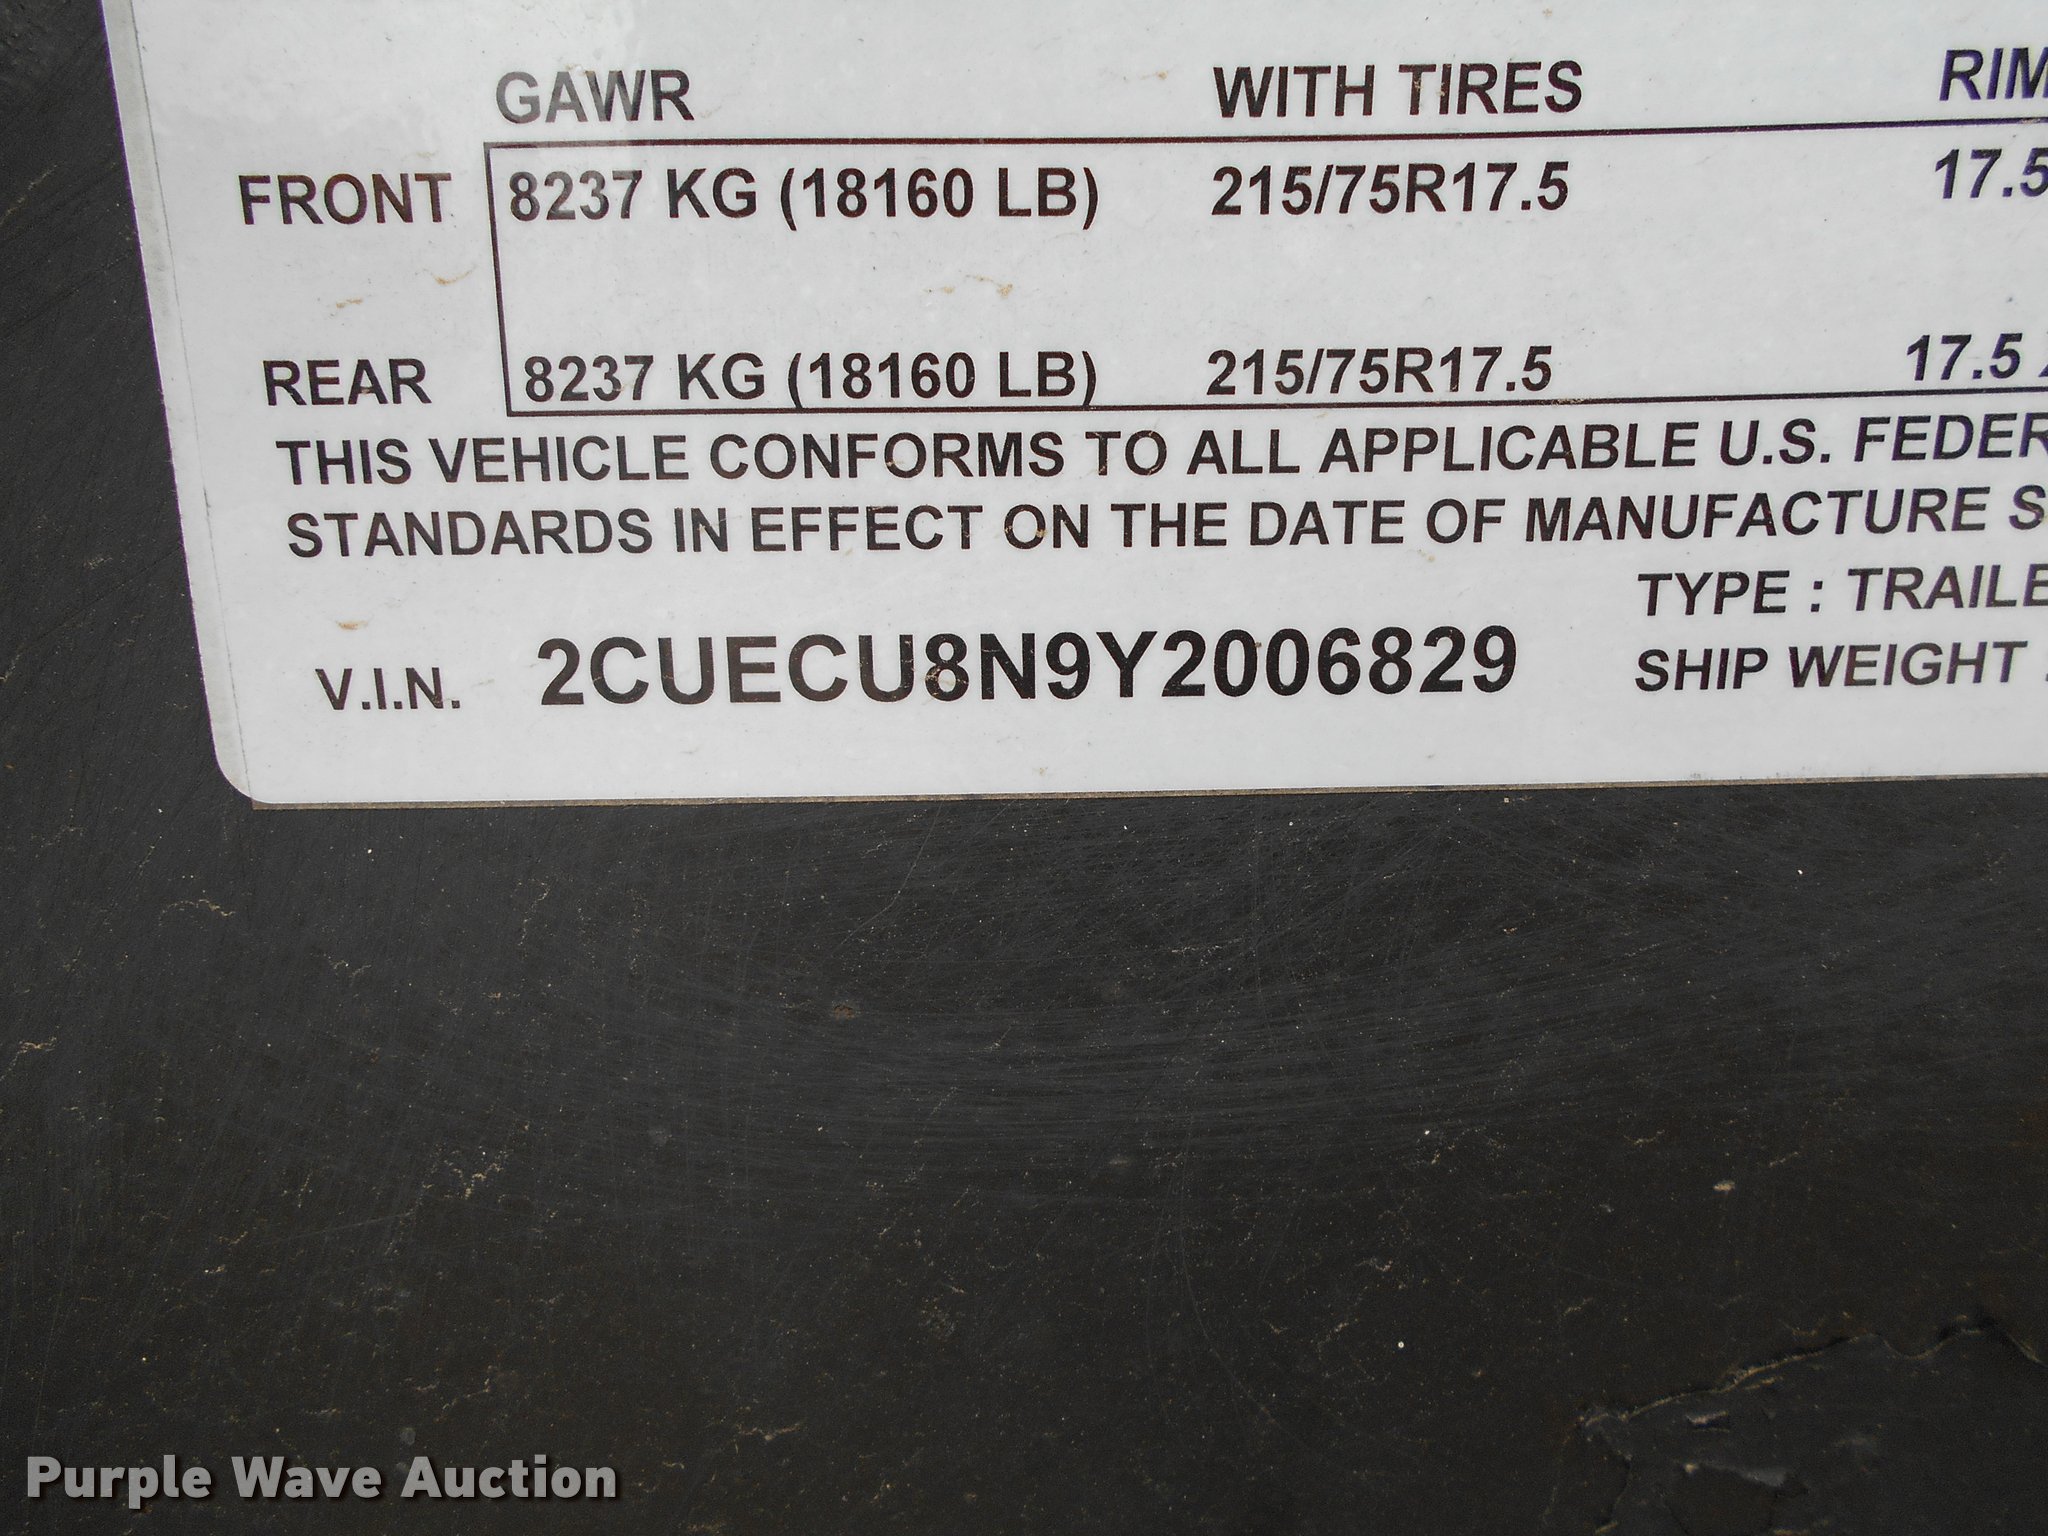 GAWR WITH TIRES RIM
FRONT 8237 KG (18160 LB) 215/75R17.5 17.5
REAR 8237 KG (18160 LB) 215/75R17.5 17.5
THIS VEHICLE CONFORMS TO ALL APPLICABLE U.S. FEDER
STANDARDS IN EFFECT ON THE DATE OF MANUFACTURE S
TYPE : TRAILE
V.I.N. 2CUECU8N9Y2006829 SHIP WEIGHT
Purple Wave Auction